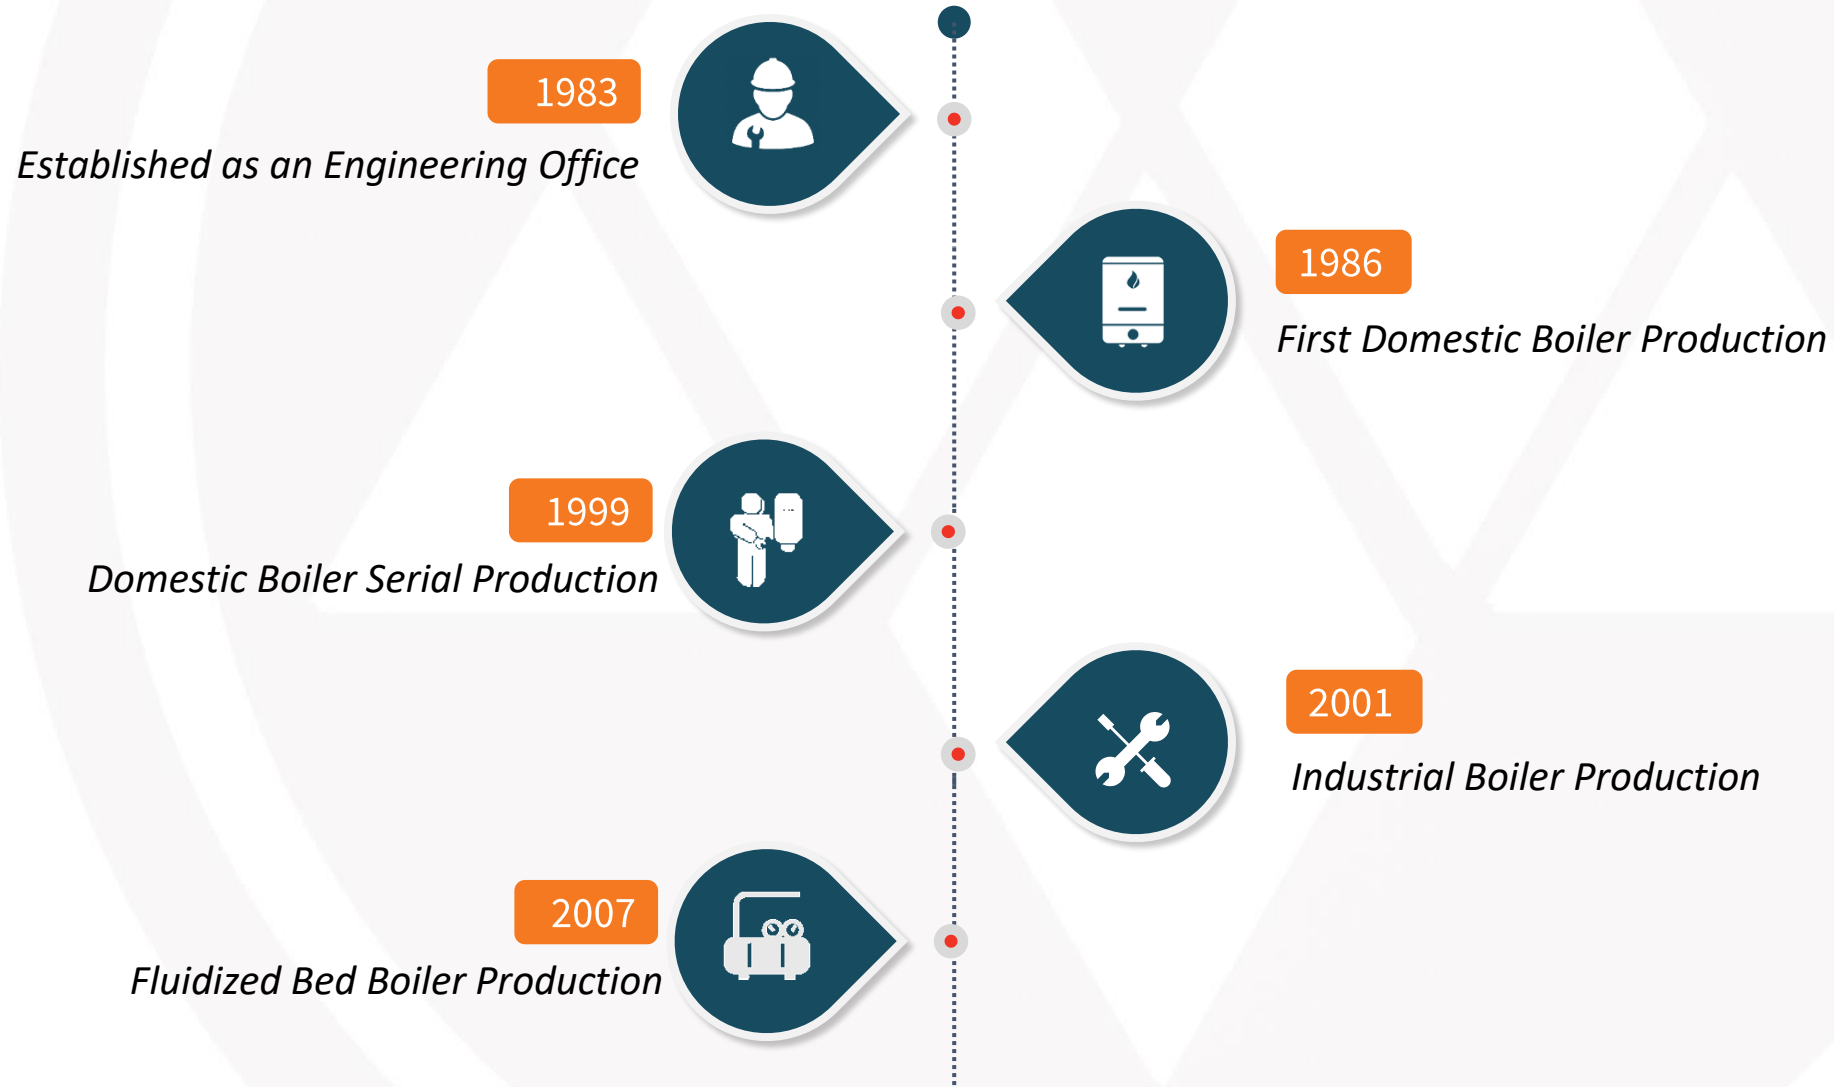 1983
Established as an Engineering Office
1986
First Domestic Boiler Production
1999
Domestic Boiler Serial Production
2001
Industrial Boiler Production
2007
Fluidized Bed Boiler Production